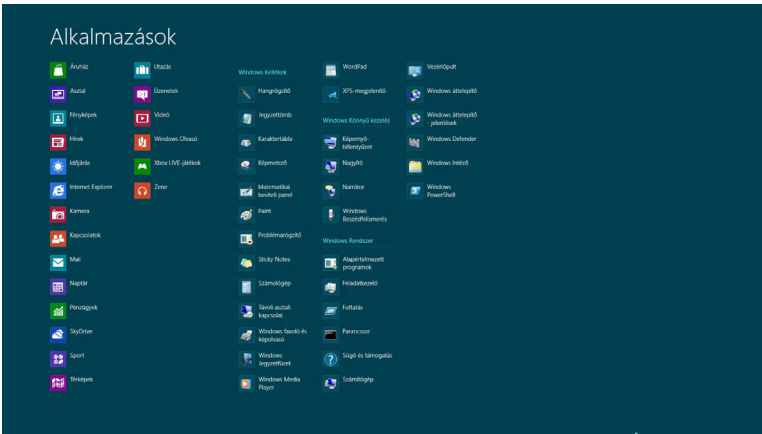 Alkalmazások
Áruház
Asztal
Fényképek
Hírek
Időjárás
Internet Explorer
Kamera
Kapcsolatok
Mail
Naptár
Pénzügyek
SkyDrive
Sport
Térképek
Utazás
Üzenetek
Videó
Windows Olvasó
Xbox LIVE-játékok
Zene
Windows Kellékek
Hangrögzítő
Jegyzettömb
Karaktertábla
Képmetsző
Matematikai
beviteli panel
Paint
Problémarögzítő
Sticky Notes
Számológép
Távoli asztali
kapcsolat
Windows faxoló és
képolvasó
Windows
Jegyzetfüzet
Windows Media
Player
WordPad
XPS-megjelenítő
Windows Könnyű kezelés
Képernyő-
billentyűzet
Nagyító
Narrátor
Windows
Beszédfelismerés
Windows Rendszer
Alapértelmezett
programok
Feladatkezelő
Futtatás
Parancssor
Súgó és támogatás
Számítógép
Vezérlőpult
Windows áttelepítő
Windows áttelepítő
- jelentések
Windows Defender
Windows Intéző
Windows
PowerShell